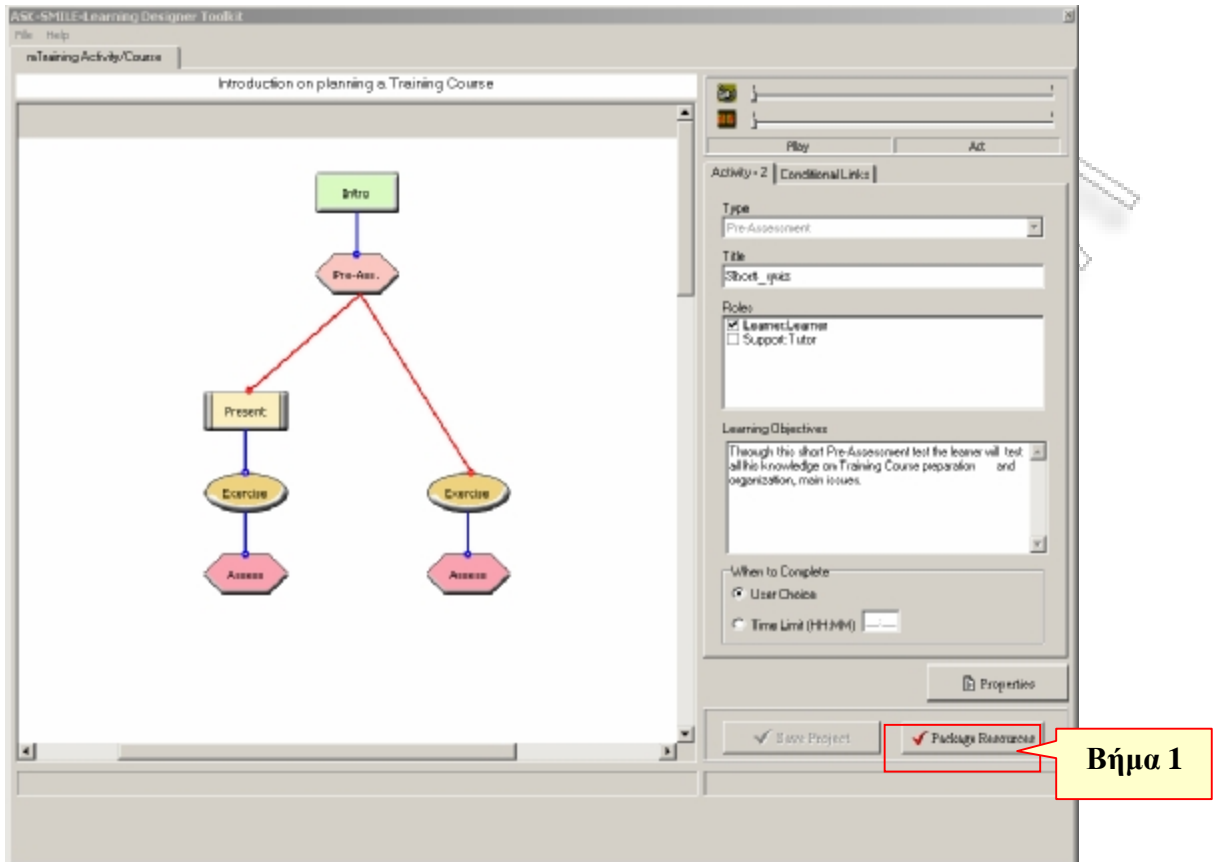 ASK-SMILE-Learning Designer Toolkit
File Help
Training Activity/Course
Introduction on planning a Training Course
Intro
Pre-Ass.
Present
Exercise
Exercise
Assess
Assess
Play Act
Activity - 2 Conditional Links
Type
Pre-Assessment
Title
Short_quiz
Roles
Learner:Learner
Support:Tutor
Learning Objectives
Through this short Pre-Assessment test the learner will test
all his knowledge on Training Course preparation and
organization, main issues.
When to Complete
User Choice
Time Limit (HH:MM) __:__
Properties
Save Project Package Resources
Βήμα 1